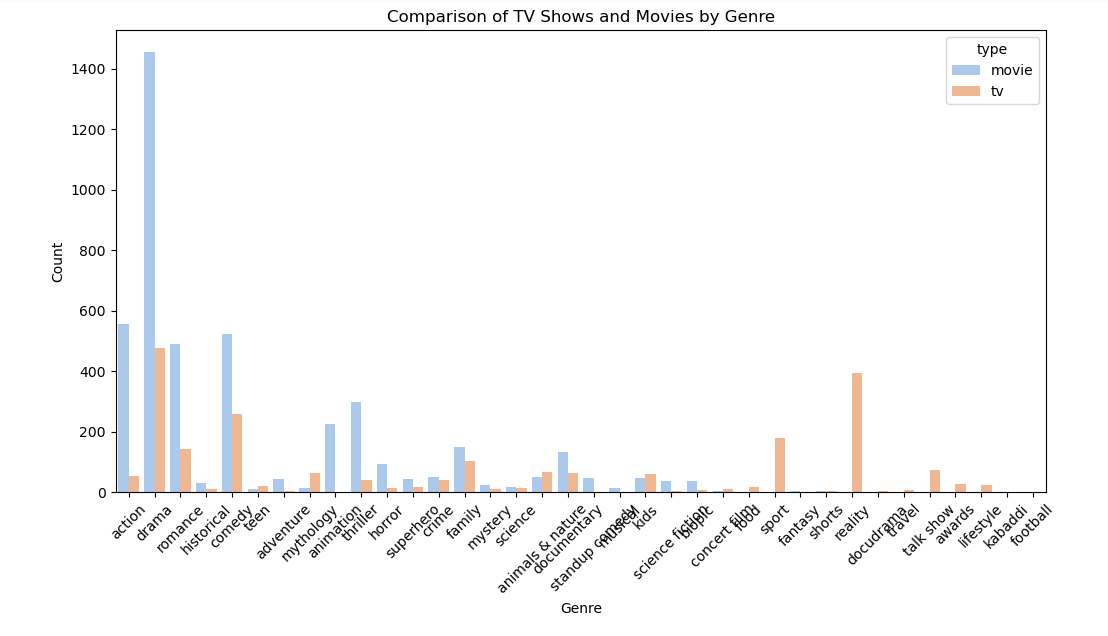 Comparison of TV Shows and Movies by Genre
type
movie
tv
Count
1400
1200
1000
800
600
400
200
0
action
drama
romance
historical
comedy
teen
adventure
mythology
animation
thriller
horror
superhero
crime
family
mystery
science
animals & nature
documentary
standup comedy
musical
kids
science fiction
biopic
concert film
food
sport
fantasy
shorts
reality
docudrama
travel
talk show
awards
lifestyle
kabaddi
football
Genre